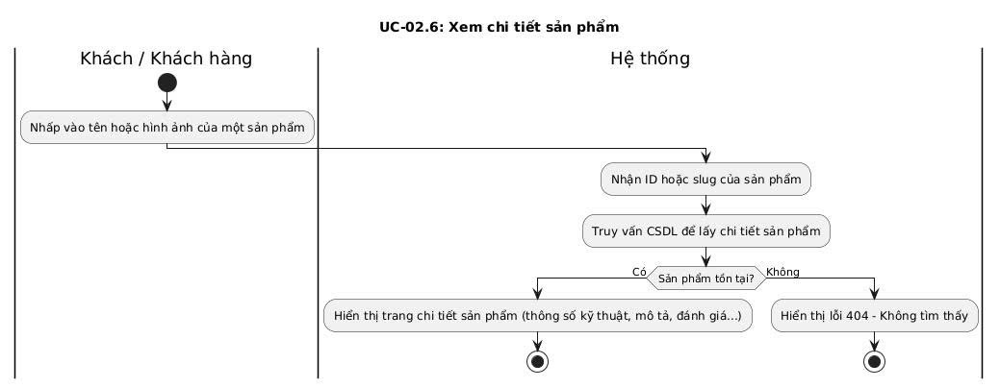 UC-02.6: Xem chi tiết sản phẩm
Khách / Khách hàng
Hệ thống
Nhấp vào tên hoặc hình ảnh của một sản phẩm
Nhận ID hoặc slug của sản phẩm
Truy vấn CSDL để lấy chi tiết sản phẩm
Có
Sản phẩm tồn tại?
Không
Hiển thị trang chi tiết sản phẩm (thông số kỹ thuật, mô tả, đánh giá...)
Hiển thị lỗi 404 - Không tìm thấy